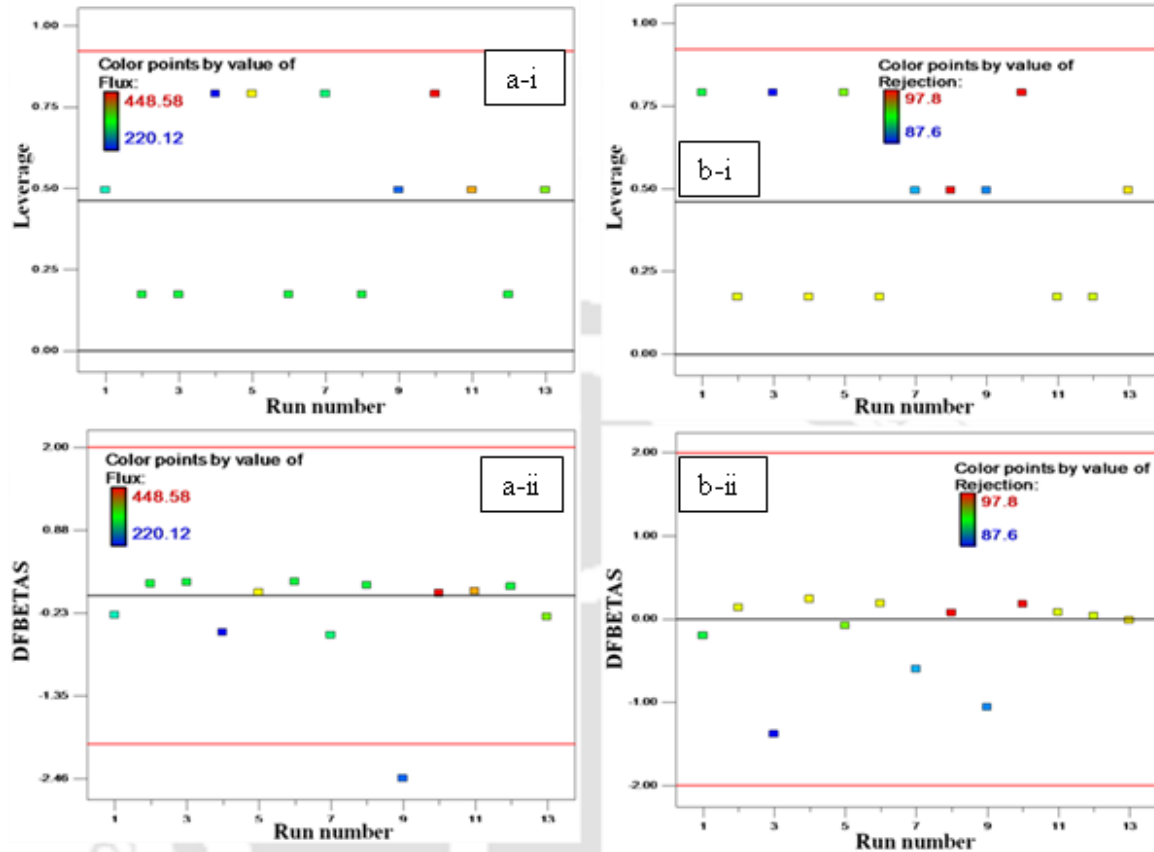 1.00
0.75
0.50
0.25
0.00
Leverage
Color points by value of
Flux:
448.58
220.12
a-i
1 3 5 7 9 11 13
Run number
1.00
0.75
0.50
0.25
0.00
Leverage
Color points by value of
Rejection:
97.8
87.6
b-i
1 3 5 7 9 11 13
Run number
2.00
0.88
-0.23
-1.35
-2.46
DFBETAS
Color points by value of
Flux:
448.58
220.12
a-ii
1 3 5 7 9 11 13
Run number
2.00
1.00
0.00
-1.00
-2.00
DFBETAS
b-ii
Color points by value of
Rejection:
97.8
87.6
1 3 5 7 9 11 13
Run number